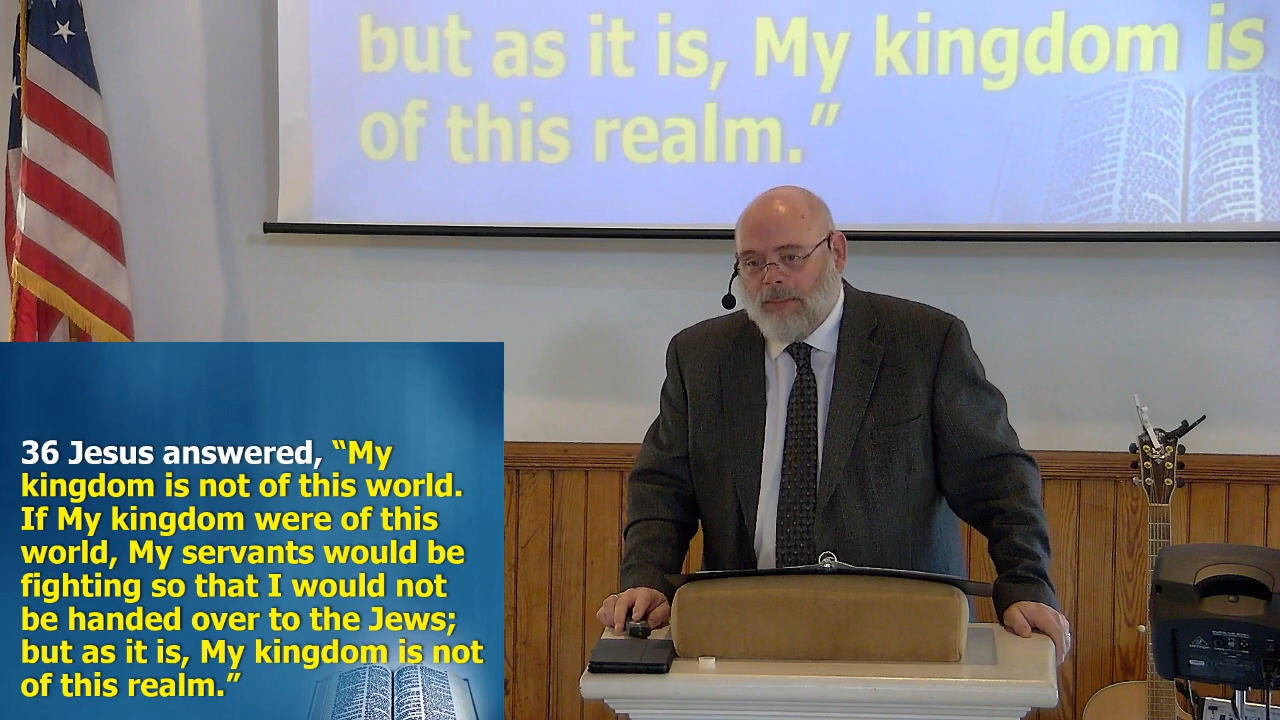 but as it is, My kingdom is
of this realm.”
36 Jesus answered, “My
kingdom is not of this world.
If My kingdom were of this
world, My servants would be
fighting so that I would not
be handed over to the Jews;
but as it is, My kingdom is not
of this realm.”